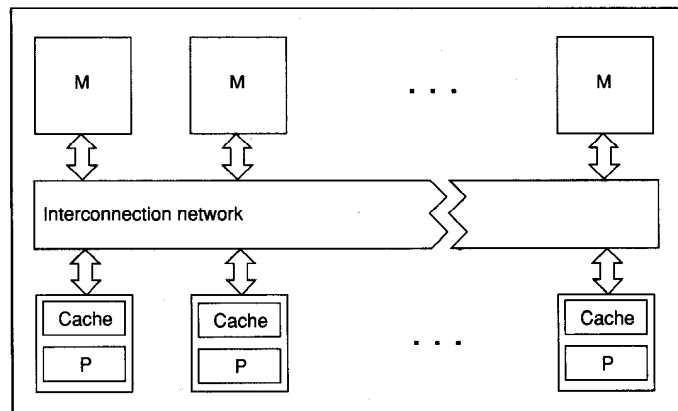 M M . . . M
Interconnection network
Cache Cache Cache
P P . . . P